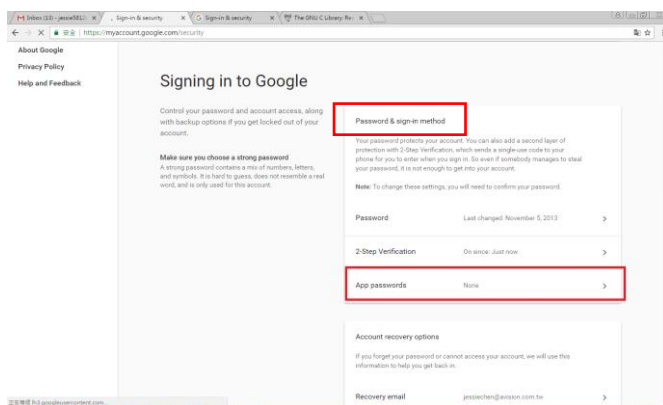 Inbox (10) - jessie5812
Sign-in & security
Sign-in & security
The GNU C Library Re
安全 | https://myaccount.google.com/security
About Google
Privacy Policy
Help and Feedback
Signing in to Google
Control your password and account access, along
with backup options if you get locked out of your
account.
Make sure you choose a strong password
A strong password contains a mix of numbers, letters,
and symbols. It is hard to guess, does not resemble a real
word, and is only used for this account.
Password & sign-in method
Your password protects your account. You can also add a second layer of
protection with 2-Step Verification, which sends a single-use code to your
phone for you to enter when you sign in. So even if somebody manages to steal
your password, it is not enough to get into your account.
Note: To change these settings, you will need to confirm your password.
Password Last changed: November 5, 2013
2-Step Verification On since: Just now
App passwords None
Account recovery options
If you forget your password or cannot access your account, we will use this
information to help you get back in.
Recovery email jessiechen@avision.com.tw
lh3.googleusercontent.com...